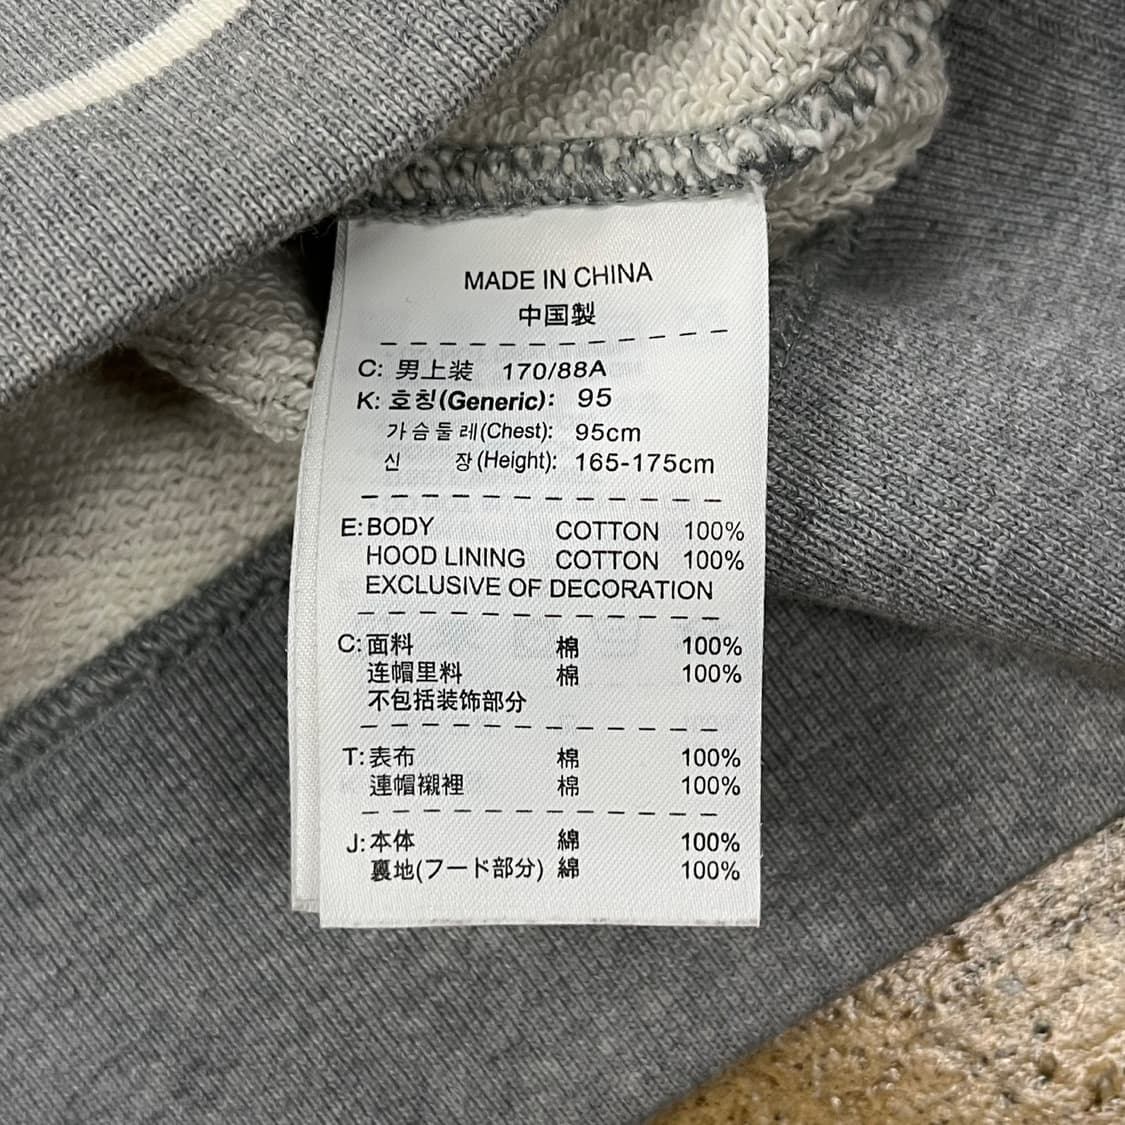 MADE IN CHINA
中国製
C: 男上装 170/88A
K: 호칭(Generic): 95
가슴둘레(Chest): 95cm
신 장(Height): 165-175cm
E: BODY COTTON 100%
HOOD LINING COTTON 100%
EXCLUSIVE OF DECORATION
C: 面料 棉 100%
连帽里料 棉 100%
不包括装饰部分
T: 表布 棉 100%
連帽襯裡 棉 100%
J: 本体 綿 100%
裏地(フード部分) 綿 100%